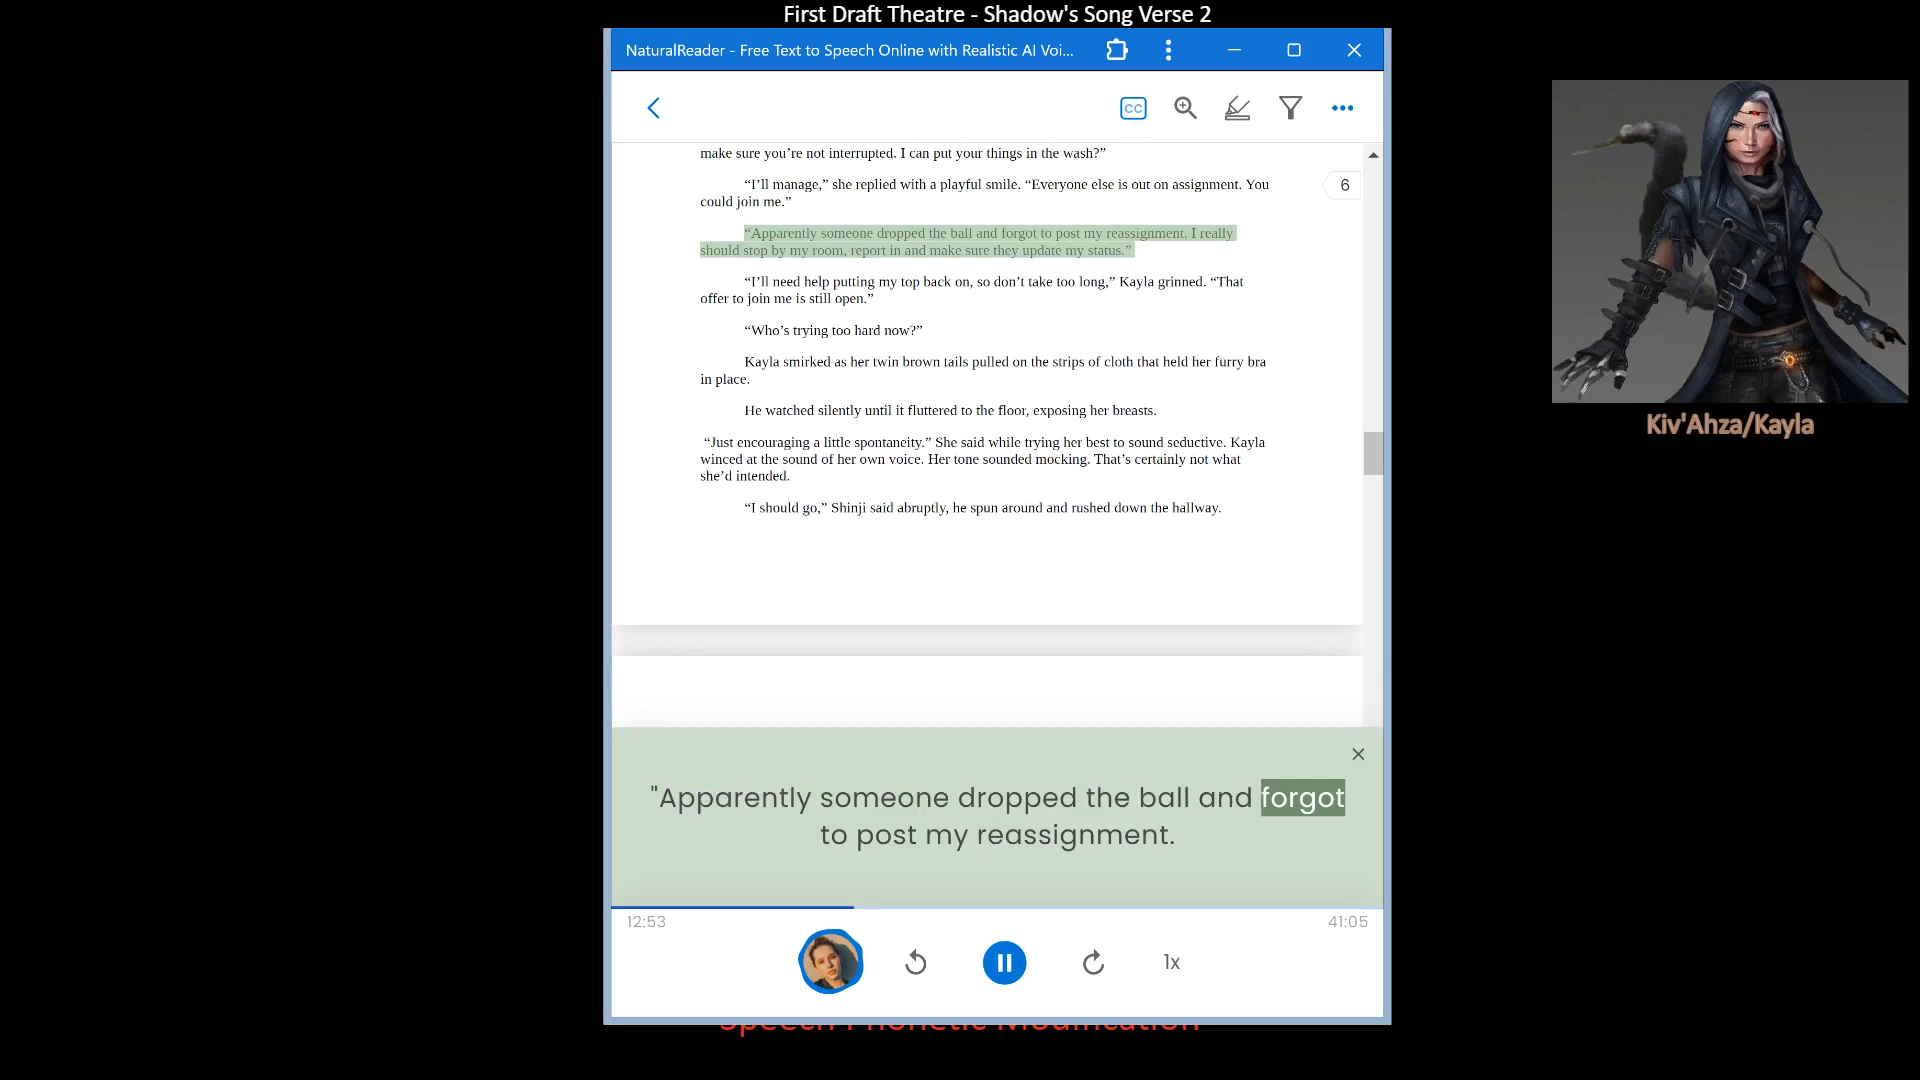 First Draft Theatre - Shadow's Song Verse 2
NaturalReader - Free Text to Speech Online with Realistic AI Voi...
CC
make sure you’re not interrupted. I can put your things in the wash?”
6
“I’ll manage,” she replied with a playful smile. “Everyone else is out on assignment. You
could join me.”
“Apparently someone dropped the ball and forgot to post my reassignment. I really
should stop by my room, report in and make sure they update my status.”
“I’ll need help putting my top back on, so don’t take too long,” Kayla grinned. “That
offer to join me is still open.”
“Who’s trying too hard now?”
Kayla smirked as her twin brown tails pulled on the strips of cloth that held her furry bra
in place.
He watched silently until it fluttered to the floor, exposing her breasts.
“Just encouraging a little spontaneity.” She said while trying her best to sound seductive. Kayla
winced at the sound of her own voice. Her tone sounded mocking. That’s certainly not what
she’d intended.
“I should go,” Shinji said abruptly, he spun around and rushed down the hallway.
"Apparently someone dropped the ball and forgot
to post my reassignment.
12:53
41:05
1x
Speech Phonetic Modification
Kiv'Ahza/Kayla